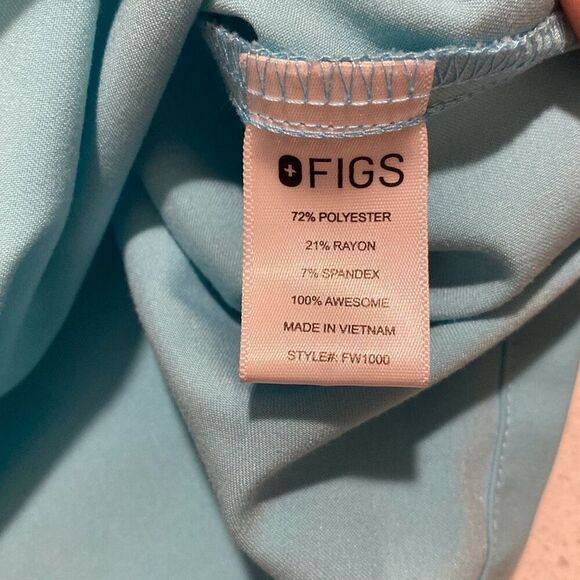 FIGS
72% POLYESTER
21% RAYON
7% SPANDEX
100% AWESOME
MADE IN VIETNAM
STYLE#: FW1000